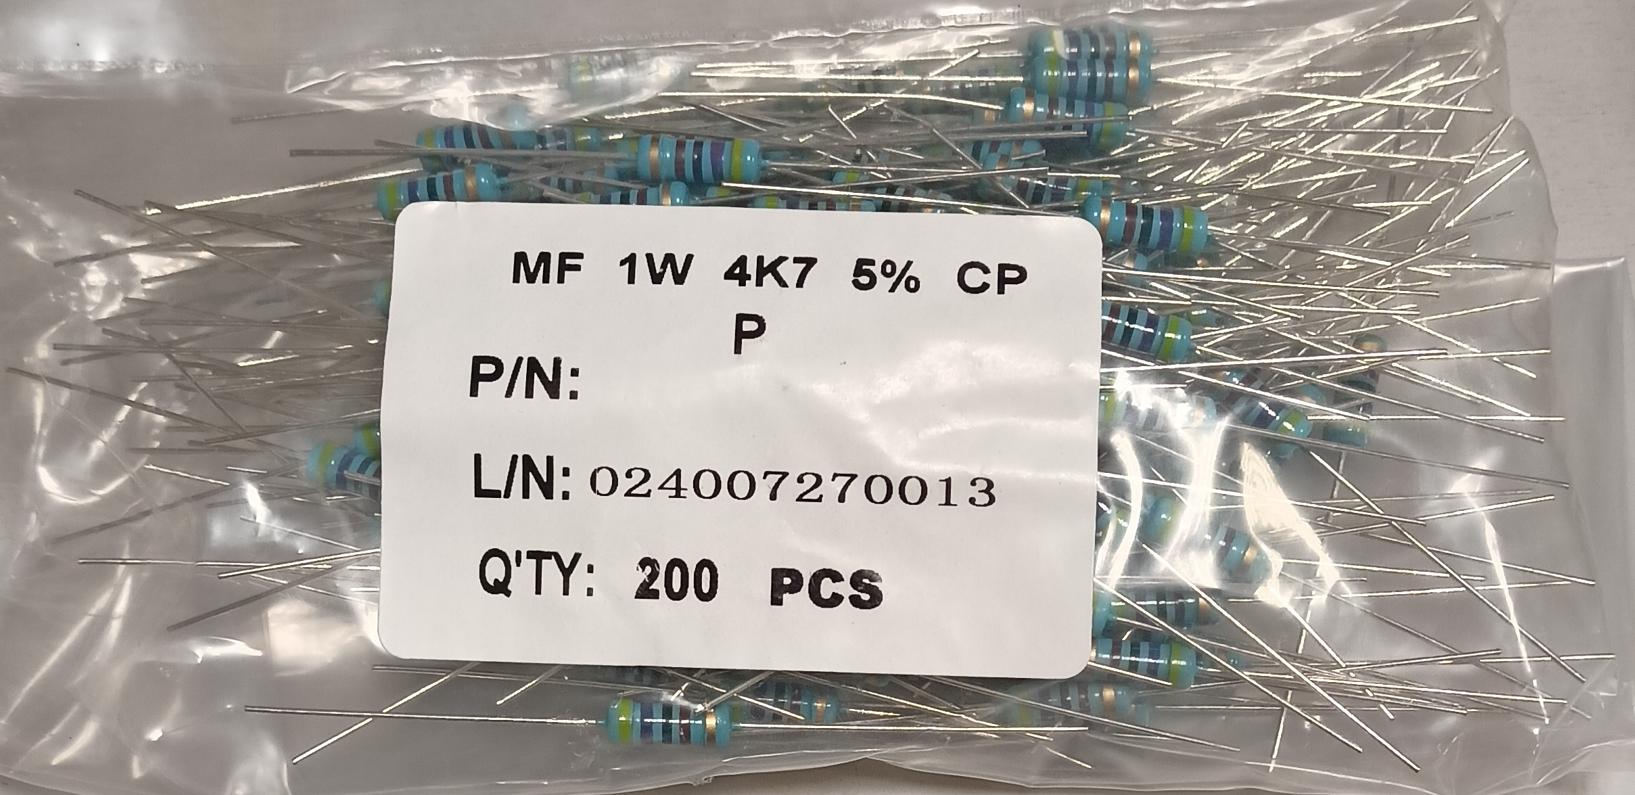 MF 1W 4K7 5% CP
P
P/N:
L/N: 024007270013
Q'TY: 200 PCS